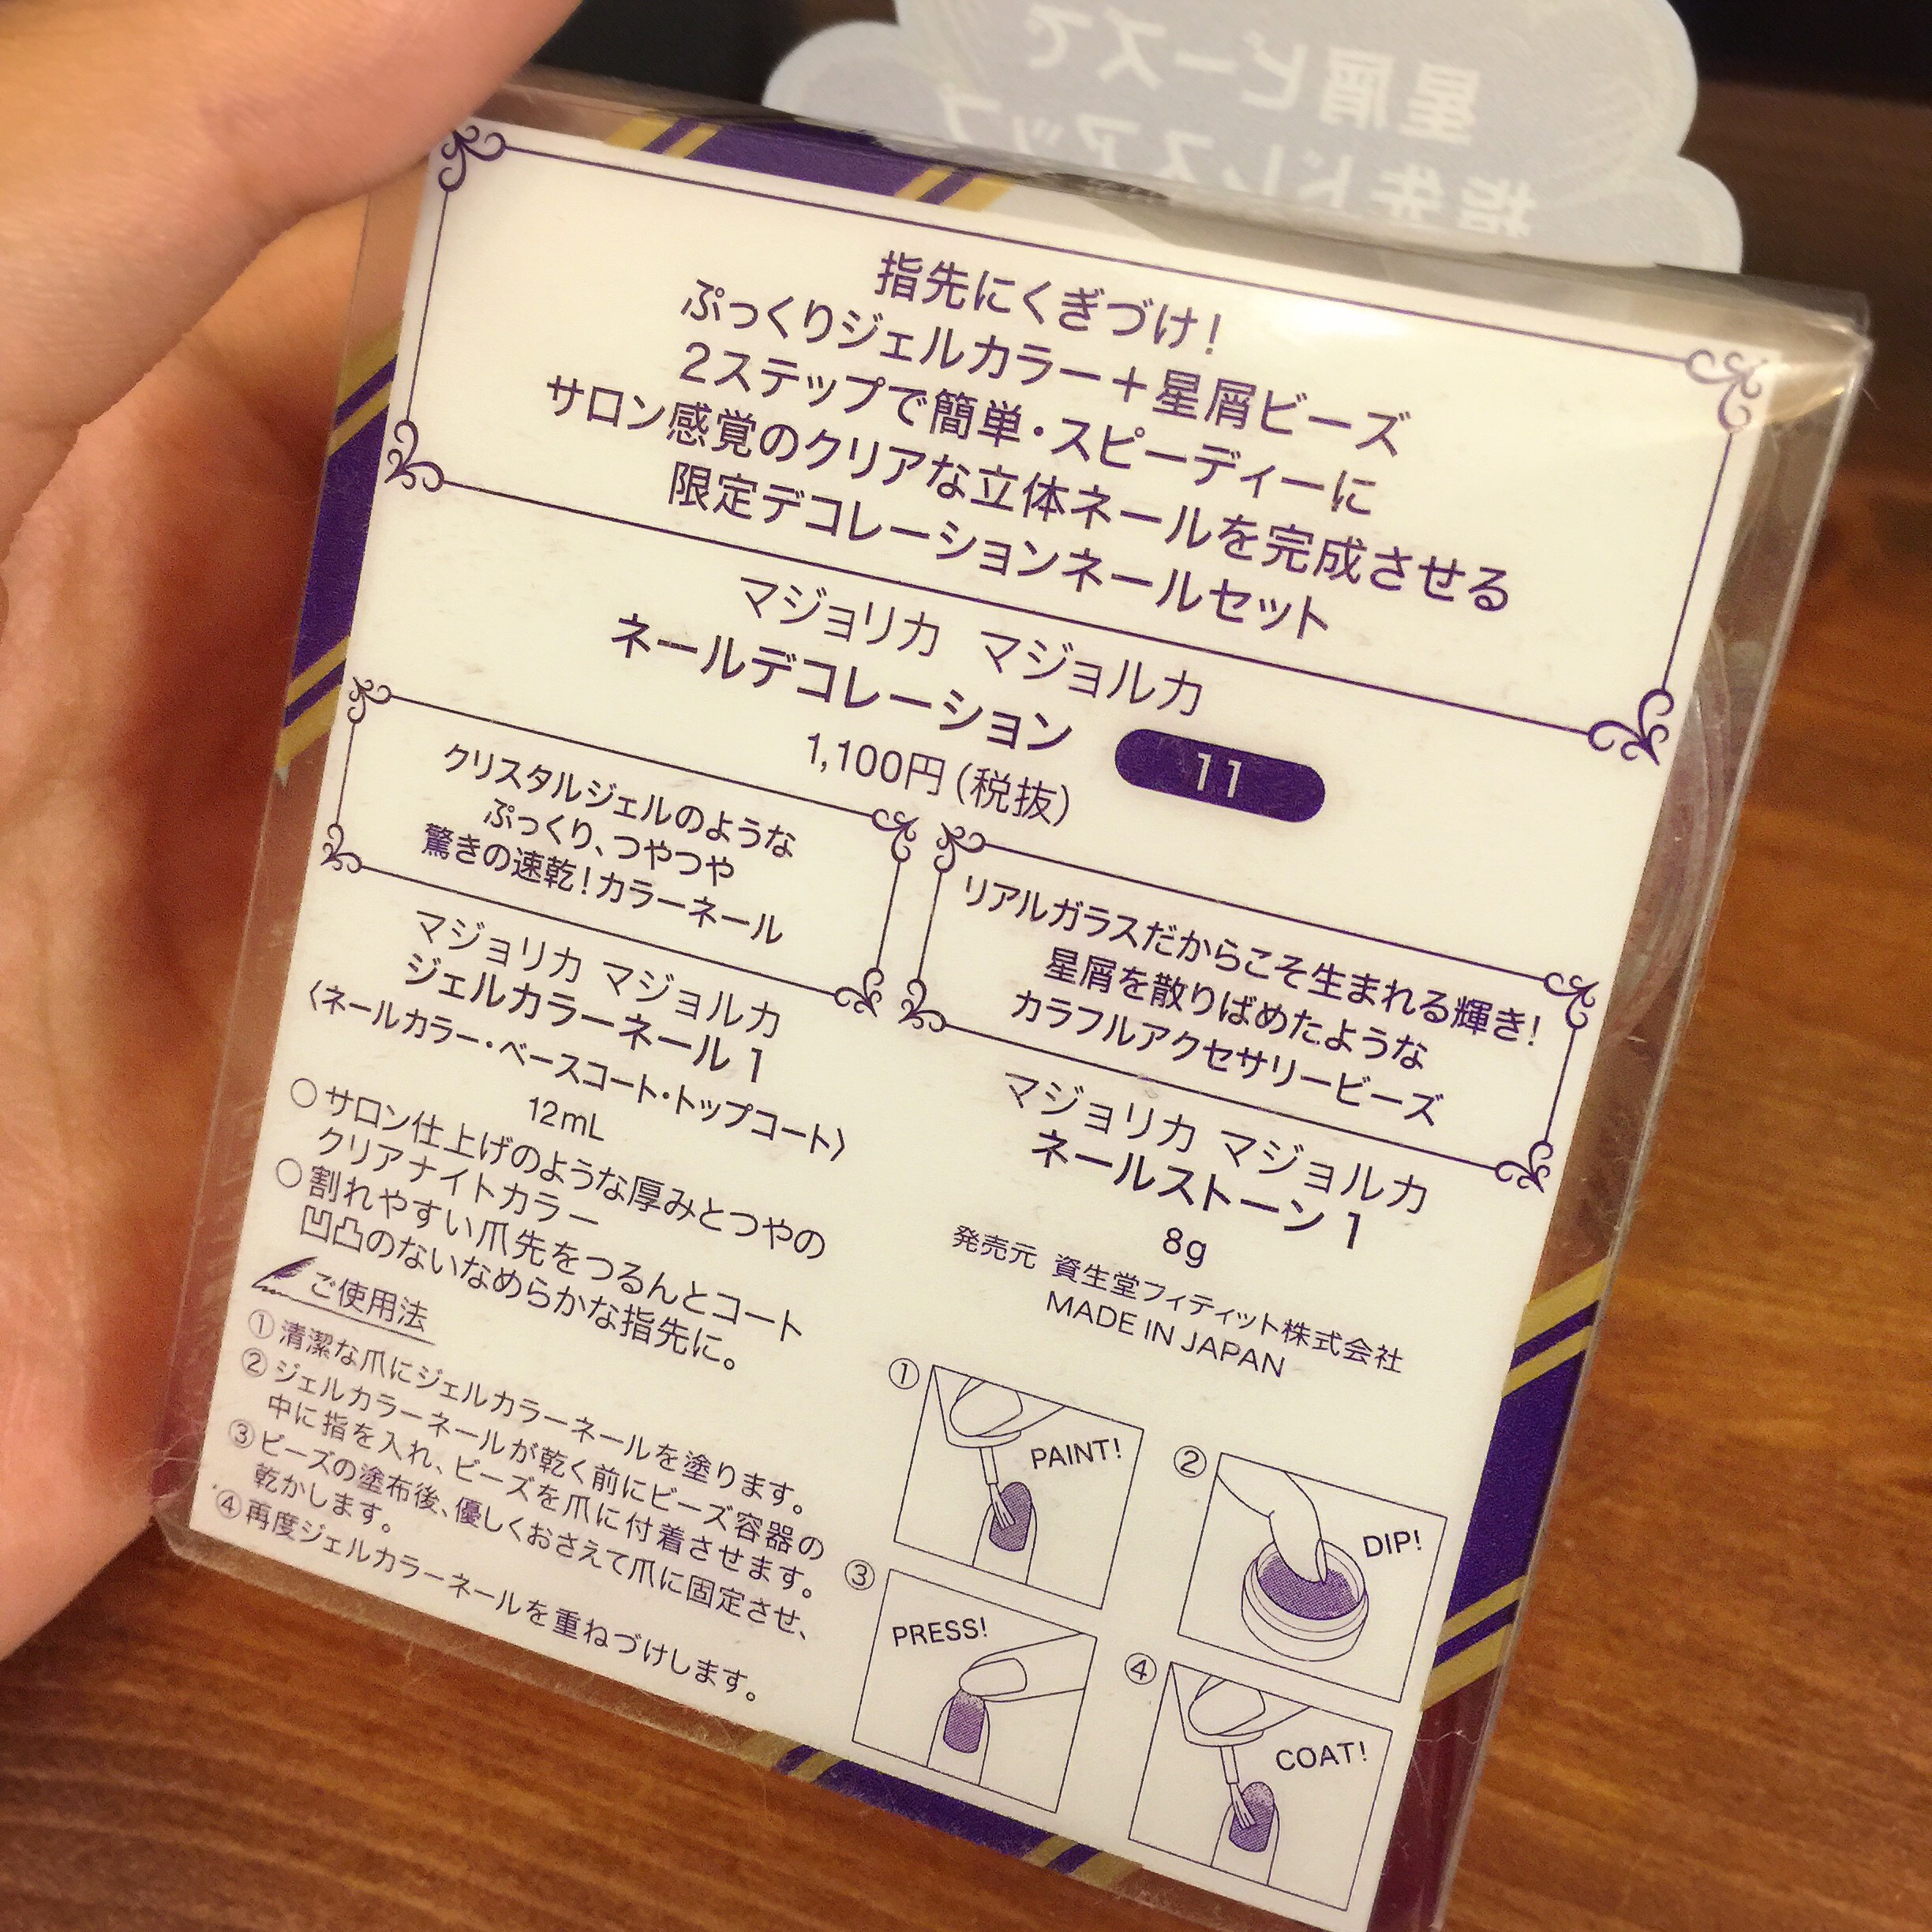 星屑ビーズで
指先ドレスアップ
指先にくぎづけ!
ぷっくりジェルカラー+星屑ビーズ
2ステップで簡単・スピーディーに
サロン感覚のクリアな立体ネールを完成させる
限定デコレーションネールセット
マジョリカ マジョルカ
ネールデコレーション 11
1,100円(税抜)
クリスタルジェルのような
ぷっくり、つやつや
驚きの速乾!カラーネール
マジョリカ マジョルカ
ジェルカラーネール 1
〈ネールカラー・ベースコート・トップコート〉
12mL
○ サロン仕上げのような厚みとつやの
クリアナイトカラー
○ 割れやすい爪先をつるんとコート
凹凸のないなめらかな指先に。
リアルガラスだからこそ生まれる輝き!
星屑を散りばめたような
カラフルアクセサリービーズ
マジョリカ マジョルカ
ネールストーン 1
8g
発売元 資生堂フィティット株式会社
MADE IN JAPAN
ご使用法
① 清潔な爪にジェルカラーネールを塗ります。
② ジェルカラーネールが乾く前にビーズ容器の
中に指を入れ、ビーズを爪に付着させます。
③ ビーズの塗布後、優しくおさえて爪に固定させ、
乾かします。
④ 再度ジェルカラーネールを重ねづけします。
① PAINT!
② DIP!
③ PRESS!
④ COAT!